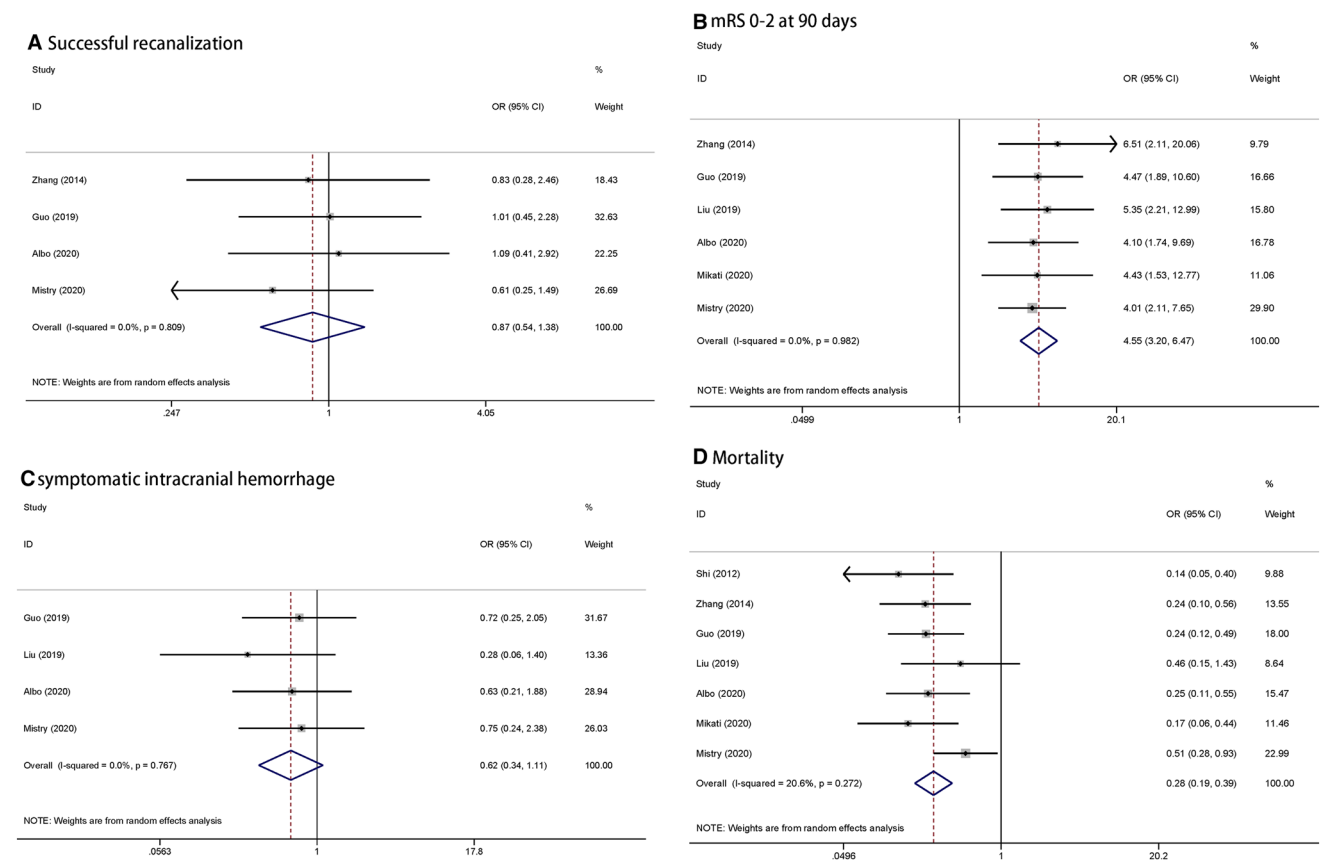 A Successful recanalization
Study %
ID OR (95% CI) Weight
Zhang (2014) 0.83 (0.28, 2.46) 18.43
Guo (2019) 1.01 (0.45, 2.28) 32.63
Albo (2020) 1.09 (0.41, 2.92) 22.25
Mistry (2020) 0.61 (0.25, 1.49) 26.69
Overall (I-squared = 0.0%, p = 0.809) 0.87 (0.54, 1.38) 100.00
NOTE: Weights are from random effects analysis
.247 1 4.05
B mRS 0-2 at 90 days
Study %
ID OR (95% CI) Weight
Zhang (2014) 6.51 (2.11, 20.06) 9.79
Guo (2019) 4.47 (1.89, 10.60) 16.66
Liu (2019) 5.35 (2.21, 12.99) 15.80
Albo (2020) 4.10 (1.74, 9.69) 16.78
Mikati (2020) 4.43 (1.53, 12.77) 11.06
Mistry (2020) 4.01 (2.11, 7.65) 29.90
Overall (I-squared = 0.0%, p = 0.982) 4.55 (3.20, 6.47) 100.00
NOTE: Weights are from random effects analysis
.0499 1 20.1
C symptomatic intracranial hemorrhage
Study %
ID OR (95% CI) Weight
Guo (2019) 0.72 (0.25, 2.05) 31.67
Liu (2019) 0.28 (0.06, 1.40) 13.36
Albo (2020) 0.63 (0.21, 1.88) 28.94
Mistry (2020) 0.75 (0.24, 2.38) 26.03
Overall (I-squared = 0.0%, p = 0.767) 0.62 (0.34, 1.11) 100.00
NOTE: Weights are from random effects analysis
.0563 1 17.8
D Mortality
Study %
ID OR (95% CI) Weight
Shi (2012) 0.14 (0.05, 0.40) 9.88
Zhang (2014) 0.24 (0.10, 0.56) 13.55
Guo (2019) 0.24 (0.12, 0.49) 18.00
Liu (2019) 0.46 (0.15, 1.43) 8.64
Albo (2020) 0.25 (0.11, 0.55) 15.47
Mikati (2020) 0.17 (0.06, 0.44) 11.46
Mistry (2020) 0.51 (0.28, 0.93) 22.99
Overall (I-squared = 20.6%, p = 0.272) 0.28 (0.19, 0.39) 100.00
NOTE: Weights are from random effects analysis
.0496 1 20.2